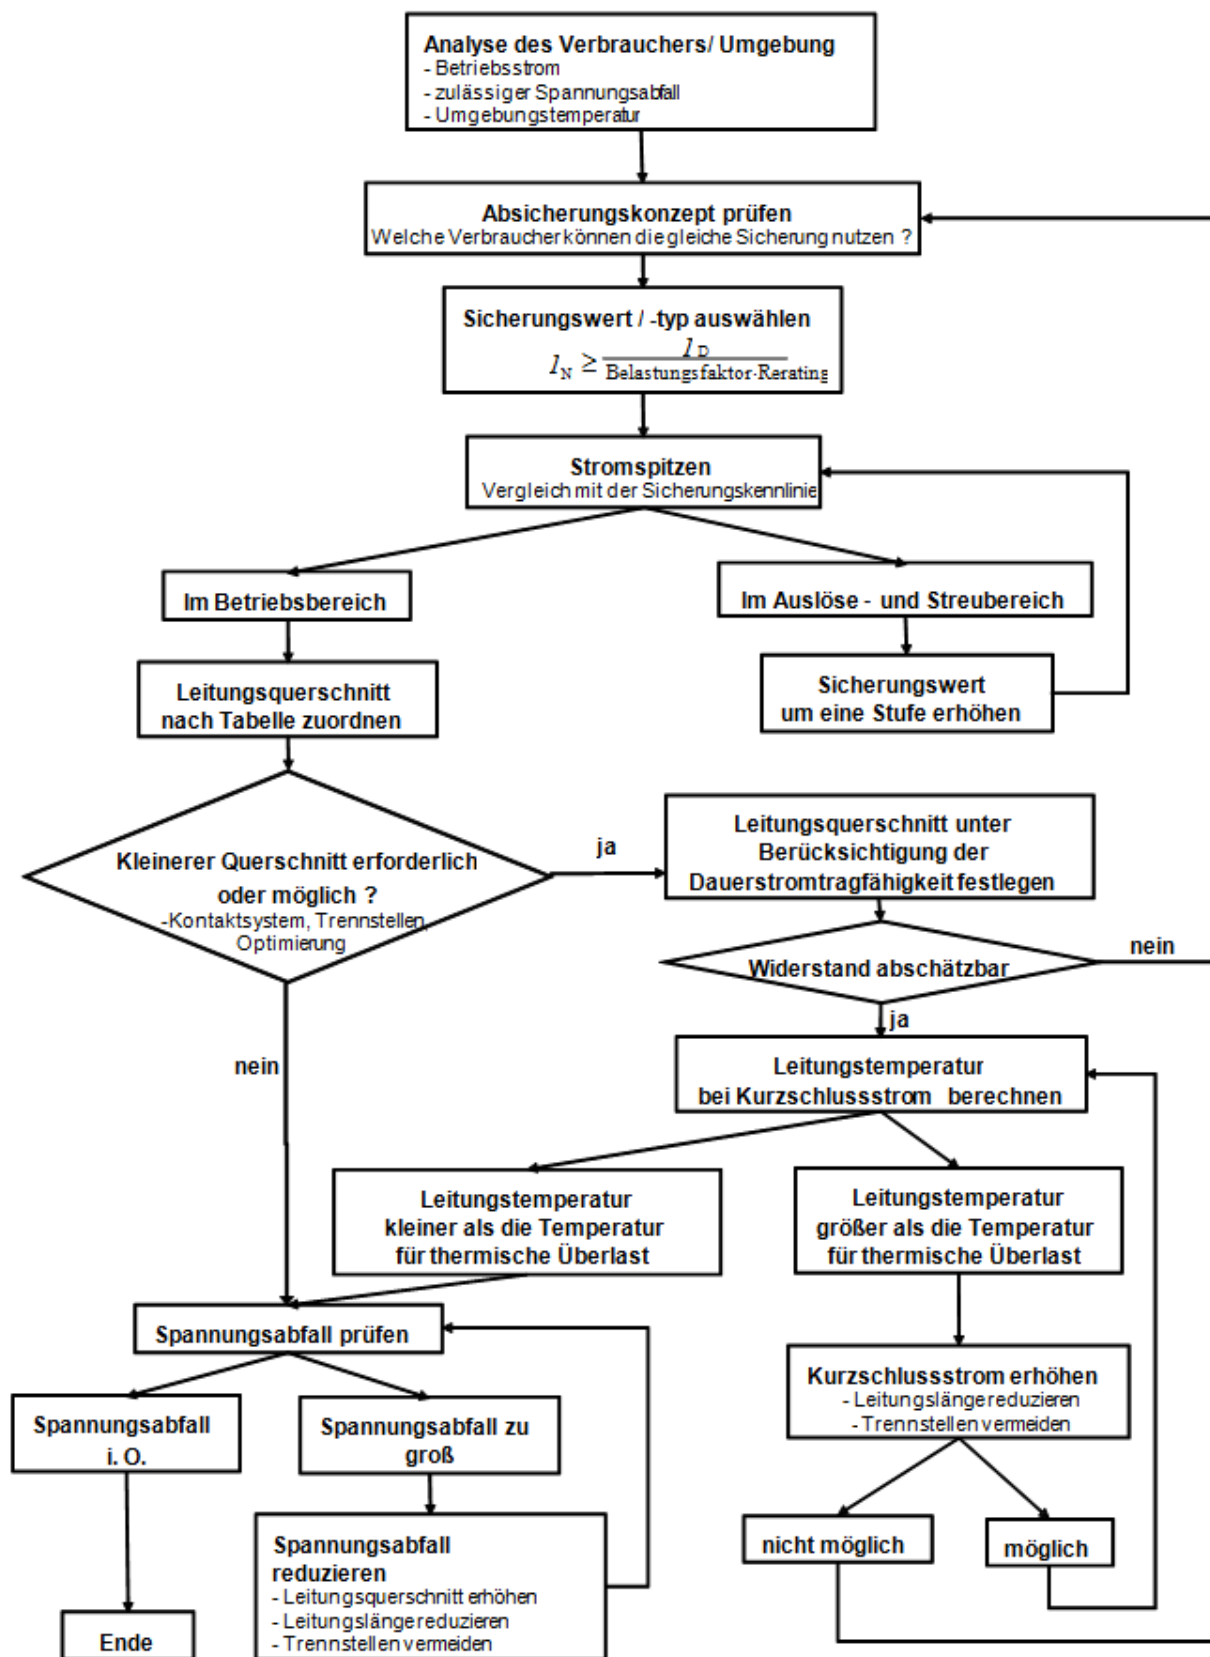 Analyse des Verbrauchers/ Umgebung
- Betriebsstrom
- zulässiger Spannungsabfall
- Umgebungstemperatur
Absicherungskonzept prüfen
Welche Verbraucher können die gleiche Sicherung nutzen ?
Sicherungswert / -typ auswählen
I_N ≥ I_D / Belastungsfaktor·Rerating
Stromspitzen
Vergleich mit der Sicherungskennlinie
Im Betriebsbereich
Im Auslöse - und Streubereich
Leitungsquerschnitt
nach Tabelle zuordnen
Sicherungswert
um eine Stufe erhöhen
Kleinerer Querschnitt erforderlich
oder möglich ?
-Kontaktsystem, Trennstellen,
Optimierung
ja
Leitungsquerschnitt unter
Berücksichtigung der
Dauerstromtragfähigkeit festlegen
Widerstand abschätzbar
nein
ja
nein
Leitungstemperatur
bei Kurzschlussstrom berechnen
Leitungstemperatur
kleiner als die Temperatur
für thermische Überlast
Leitungstemperatur
größer als die Temperatur
für thermische Überlast
Spannungsabfall prüfen
Kurzschlussstrom erhöhen
- Leitungslänge reduzieren
- Trennstellen vermeiden
Spannungsabfall
i. O.
Spannungsabfall zu
groß
nicht möglich
möglich
Spannungsabfall
reduzieren
- Leitungsquerschnitt erhöhen
- Leitungslänge reduzieren
- Trennstellen vermeiden
Ende